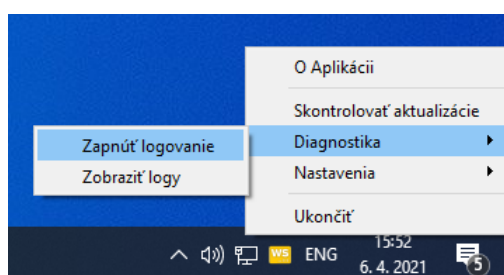 O Aplikácii
Skontrolovať aktualizácie
Diagnostika
Nastavenia
Ukončiť
Zapnúť logovanie
Zobraziť logy
WS ENG 15:52
6. 4. 2021 5